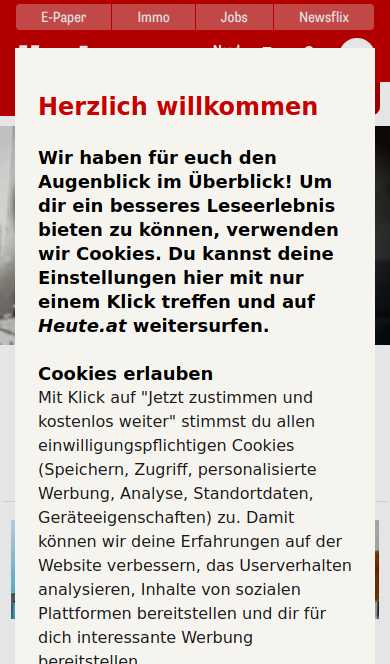 E-Paper
Immo
Jobs
Newsflix
Herzlich willkommen
Wir haben für euch den
Augenblick im Überblick! Um
dir ein besseres Leseerlebnis
bieten zu können, verwenden
wir Cookies. Du kannst deine
Einstellungen hier mit nur
einem Klick treffen und auf
Heute.at weitersurfen.
Cookies erlauben
Mit Klick auf "Jetzt zustimmen und
kostenlos weiter" stimmst du allen
einwilligungspflichtigen Cookies
(Speichern, Zugriff, personalisierte
Werbung, Analyse, Standortdaten,
Geräteeigenschaften) zu. Damit
können wir deine Erfahrungen auf der
Website verbessern, das Userverhalten
analysieren, Inhalte von sozialen
Plattformen bereitstellen und dir für
dich interessante Werbung
bereitstellen